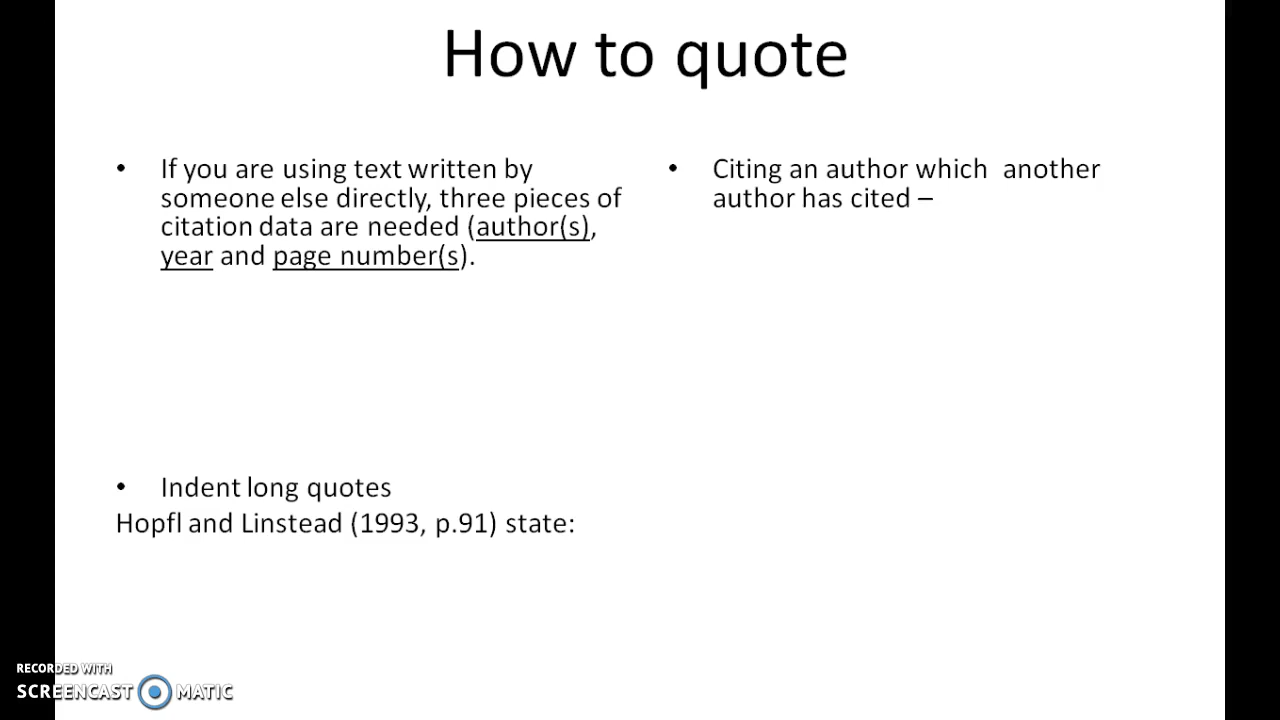 How to quote
• If you are using text written by
someone else directly, three pieces of
citation data are needed (author(s),
year and page number(s).
• Indent long quotes
Hopfl and Linstead (1993, p.91) state:
• Citing an author which another
author has cited –
RECORDED WITH
SCREENCAST MATIC